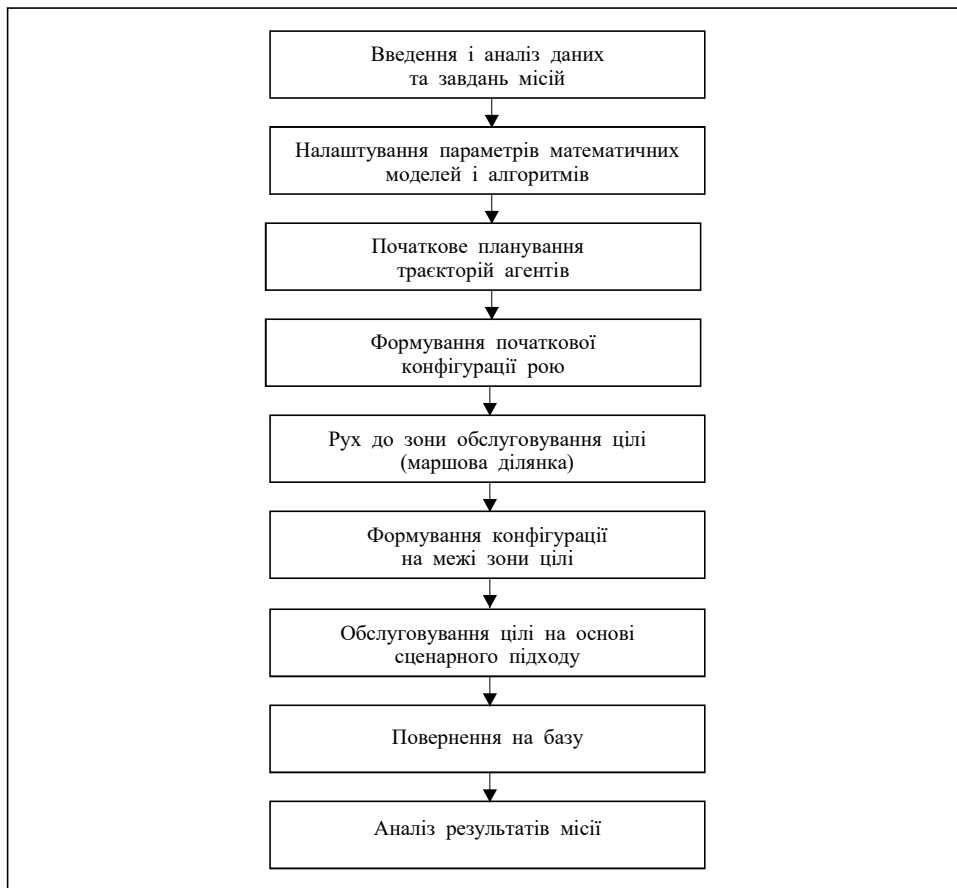 Введення і аналіз даних
та завдань місій
Налаштування параметрів математичних
моделей і алгоритмів
Початкове планування
траєкторій агентів
Формування початкової
конфігурації рою
Рух до зони обслуговування цілі
(маршова ділянка)
Формування конфігурації
на межі зони цілі
Обслуговування цілі на основі
сценарного підходу
Повернення на базу
Аналіз результатів місії